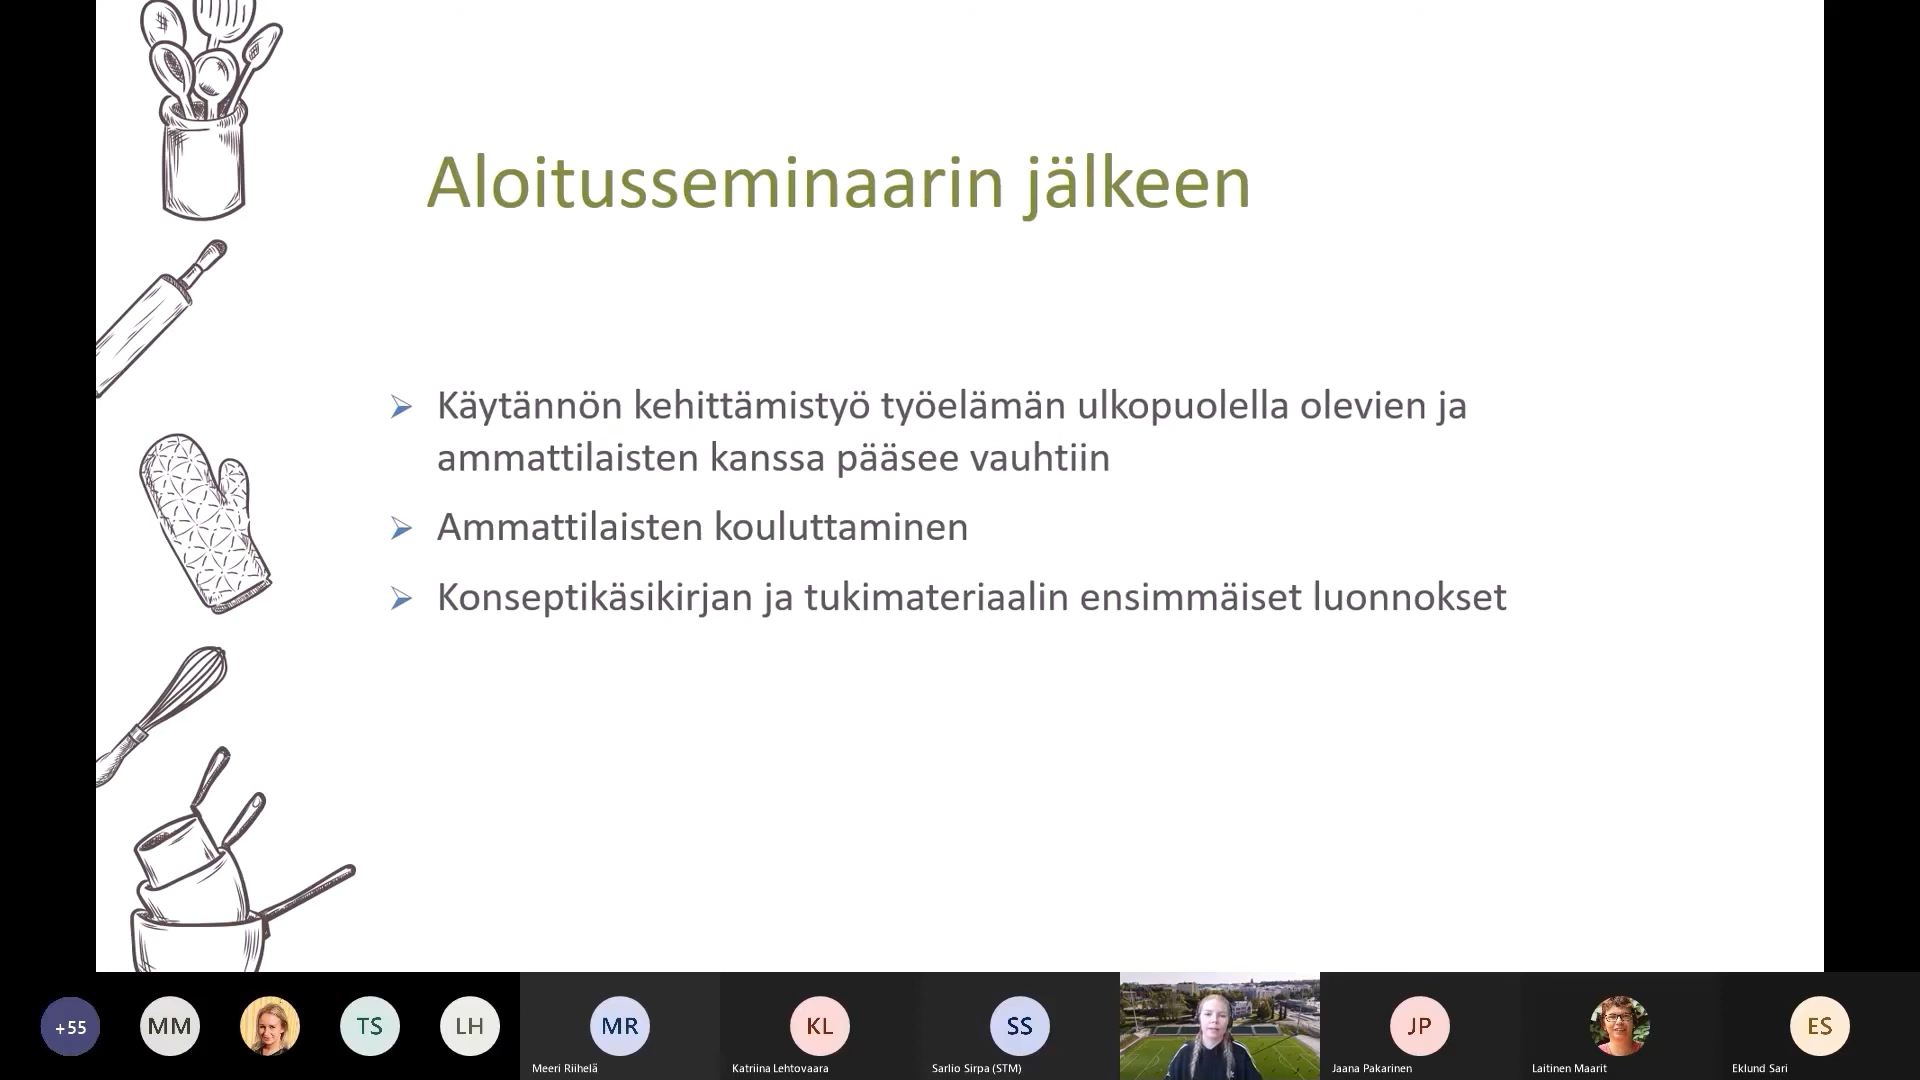 Aloitusseminaarin jälkeen
Käytännön kehittämistyö työelämän ulkopuolella olevien ja
ammattilaisten kanssa pääsee vauhtiin
Ammattilaisten kouluttaminen
Konseptikäsikirjan ja tukimateriaalin ensimmäiset luonnokset
+55
MM
TS
LH
MR
KL
SS
JP
ES
Meeri Riihelä
Katriina Lehtovaara
Sarlio Sirpa (STM)
Jaana Pakarinen
Laitinen Maarit
Eklund Sari